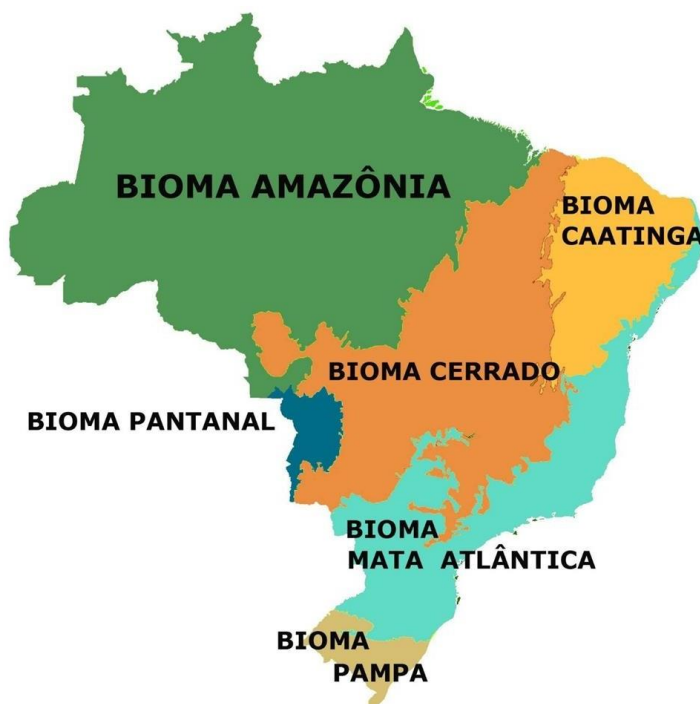 BIOMA AMAZÔNIA
BIOMA
CAATINGA
BIOMA CERRADO
BIOMA PANTANAL
BIOMA
MATA ATLÂNTICA
BIOMA
PAMPA